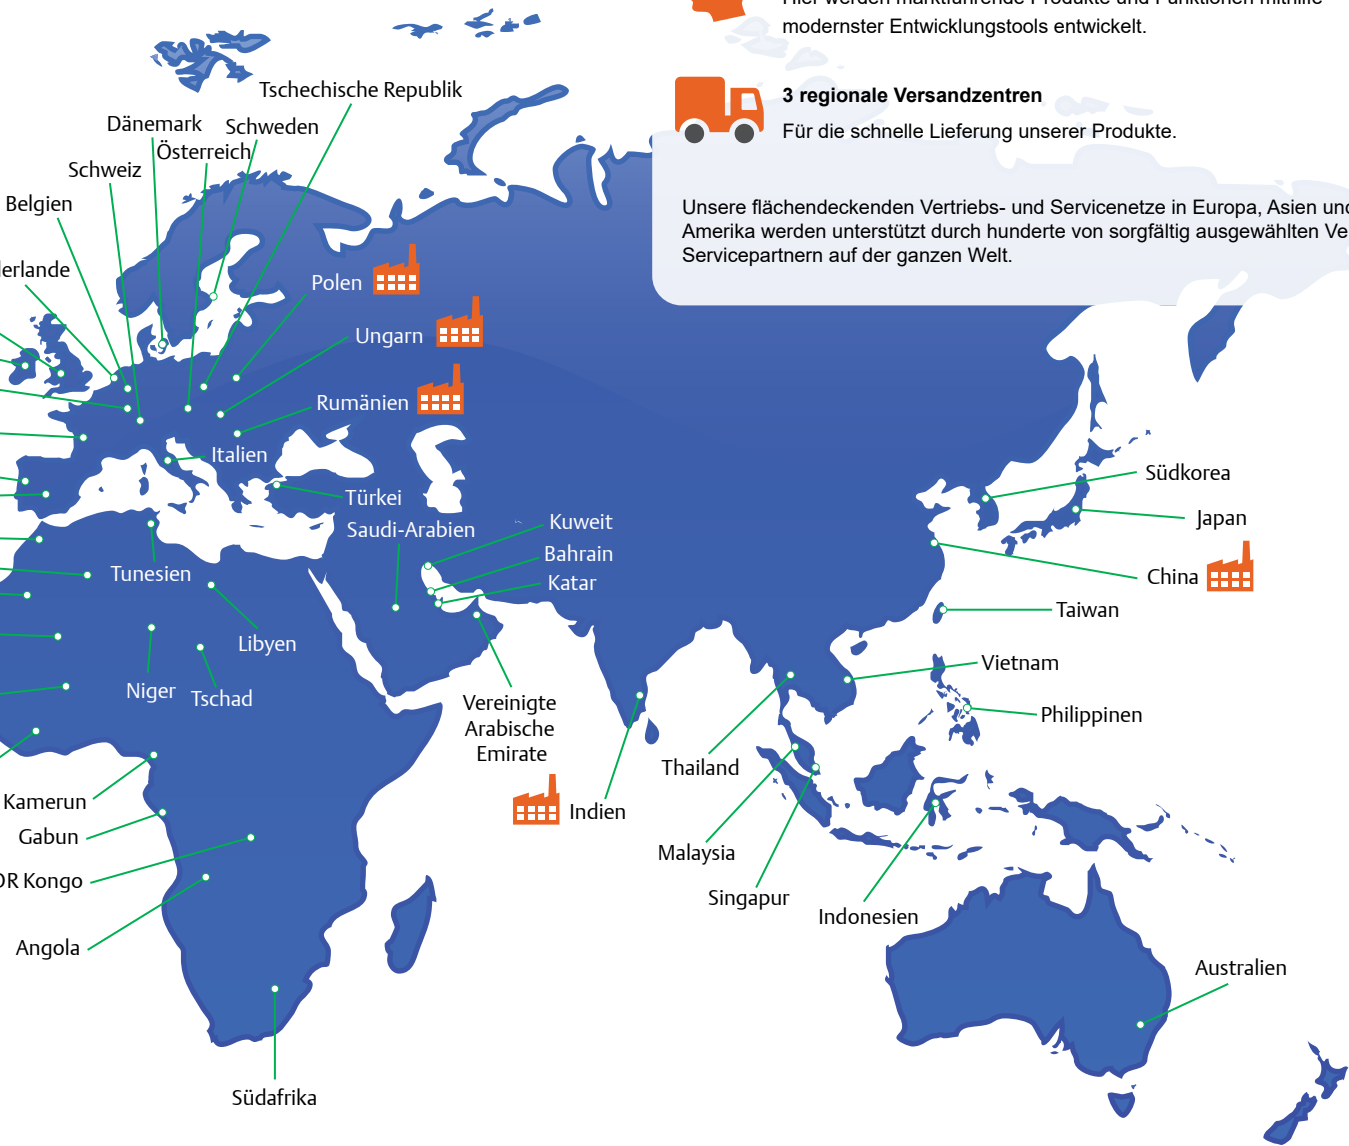 modernster Entwicklungstools entwickelt.
3 regionale Versandzentren
Für die schnelle Lieferung unserer Produkte.
Unsere flächendeckenden Vertriebs- und Servicenetze in Europa, Asien und
Amerika werden unterstützt durch hunderte von sorgfältig ausgewählten
Servicepartnern auf der ganzen Welt.
Tschechische Republik
Dänemark
Schweden
Österreich
Schweiz
Belgien
erlande
Polen
Ungarn
Rumänien
Italien
Türkei
Saudi-Arabien
Kuweit
Bahrain
Katar
Tunesien
Libyen
Niger
Tschad
Vereinigte
Arabische
Emirate
Kamerun
Gabun
DR Kongo
Angola
Südafrika
Indien
Thailand
Malaysia
Singapur
Indonesien
Südkorea
Japan
China
Taiwan
Vietnam
Philippinen
Australien